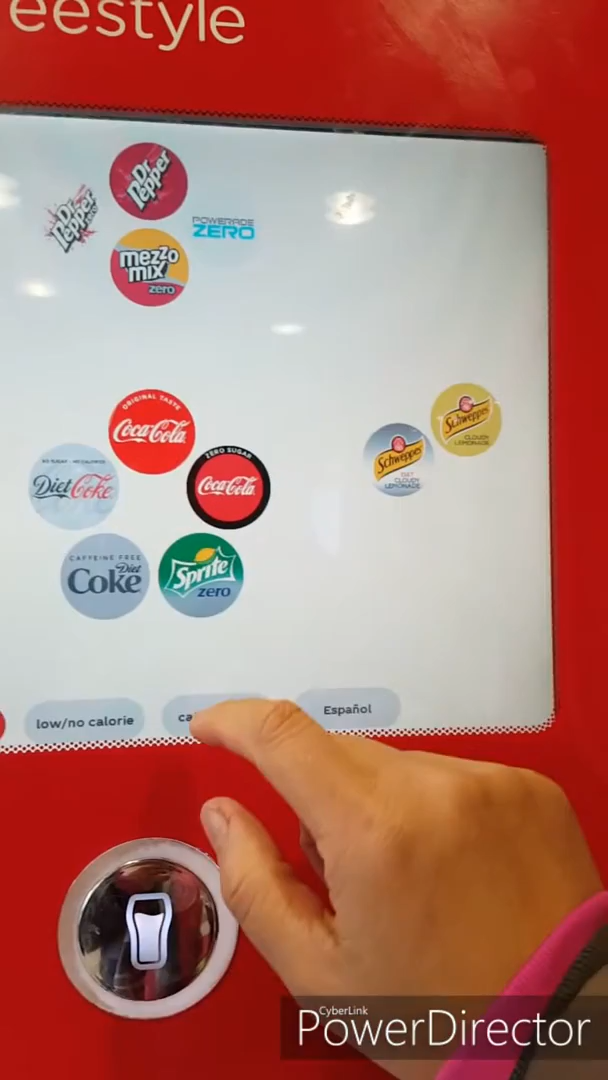 eestyle
Dr
Pepper
Dr
Pepper
zero
POWERADE
ZERO
mezzo
mix
zero
ORIGINAL TASTE
Coca-Cola
Schweppes
CLOUDY
LEMONADE
Schweppes
CLOUDY
LEMONADE
NO SUGAR · NO CALORIES
Diet Coke
ZERO SUGAR
Coca-Cola
CAFFEINE FREE
Diet
Coke
Sprite
zero
low/no calorie
ca
Español
CyberLink
PowerDirector